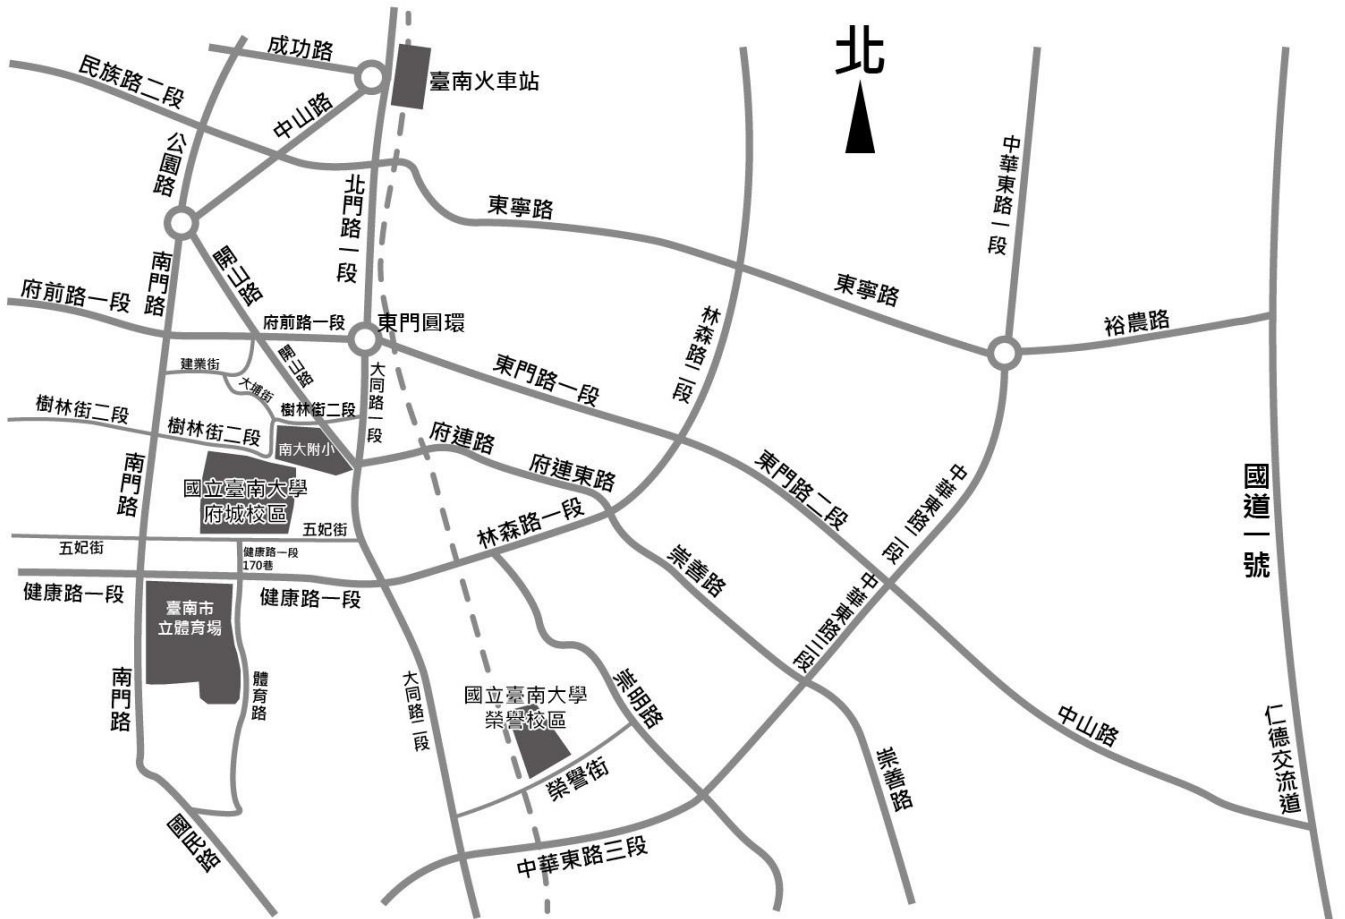 成功路
北
民族路二段
臺南火車站
中山路
公園路
中華東路一段
北門路一段
東寧路
開山路
南門路
東寧路
府前路一段
府前路一段
東門圓環
林森路二段
裕農路
建業街
開山路
大同路一段
東門路一段
大埔街
樹林街二段
樹林街二段
樹林街二段
南大附小
府連路
府連東路
東門路二段
中華東路二段
國道一號
南門路
國立臺南大學
府城校區
林森路一段
五妃街
五妃街
健康路一段
170巷
崇善路
中華東路三段
健康路一段
健康路一段
臺南市
立體育場
南門路
體育路
大同路二段
國立臺南大學
榮譽校區
崇明路
中山路
仁德交流道
榮譽街
崇善路
國民路
中華東路三段